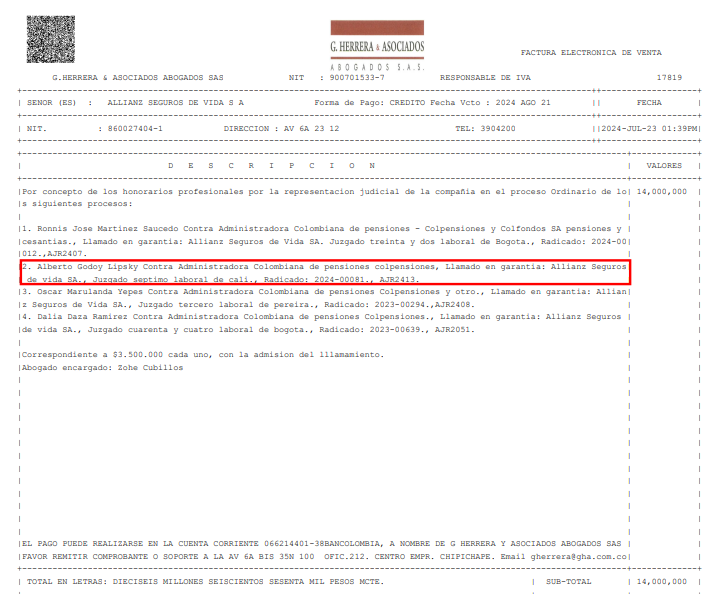 G. HERRERA & ASOCIADOS
ABOGADOS S.A.S.
FACTURA ELECTRONICA DE VENTA
G.HERRERA & ASOCIADOS ABOGADOS SAS NIT : 900701533-7 RESPONSABLE DE IVA 17819
SENOR (ES) : ALLIANZ SEGUROS DE VIDA S A Forma de Pago: CREDITO Fecha Vcto : 2024 AGO 21 FECHA
NIT. : 860027404-1 DIRECCION : AV 6A 23 12 TEL: 3904200 2024-JUL-23 01:39PM
D E S C R I P C I O N VALORES
Por concepto de los honorarios profesionales por la representacion judicial de la compañia en el proceso Ordinario de lo 14,000,000
s siguientes procesos:
1. Ronnis Jose Martinez Saucedo Contra Administradora Colombiana de pensiones - Colpensiones y Colfondos SA pensiones y
cesantias., Llamado en garantia: Allianz Seguros de Vida SA. Juzgado treinta y dos laboral de Bogota., Radicado: 2024-00
012.,AJR2407.
2. Alberto Godoy Lipsky Contra Administradora Colombiana de pensiones colpensiones, Llamado en garantia: Allianz Seguros
de vida SA., Juzgado septimo laboral de cali., Radicado: 2024-00081., AJR2413.
3. Oscar Marulanda Yepes Contra Administradora Colombiana de pensiones Colpensiones y otro., Llamado en garantia: Allian
z Seguros de Vida SA., Juzgado tercero laboral de pereira., Radicado: 2023-00294.,AJR2408.
4. Dalia Daza Ramirez Contra Administradora Colombiana de pensiones Colpensiones., Llamado en garantia: Allianz Seguros
de vida SA., Juzgado cuarenta y cuatro laboral de bogota., Radicado: 2023-00639., AJR2051.
Correspondiente a $3.500.000 cada uno, con la admision del lllamamiento.
Abogado encargado: Zohe Cubillos
EL PAGO PUEDE REALIZARSE EN LA CUENTA CORRIENTE 066214401-38BANCOLOMBIA, A NOMBRE DE G HERRERA Y ASOCIADOS ABOGADOS SAS
FAVOR REMITIR COMPROBANTE O SOPORTE A LA AV 6A BIS 35N 100 OFIC.212. CENTRO EMPR. CHIPICHAPE. Email gherrera@gha.com.co
TOTAL EN LETRAS: DIECISEIS MILLONES SEISCIENTOS SESENTA MIL PESOS MCTE. SUB-TOTAL 14,000,000